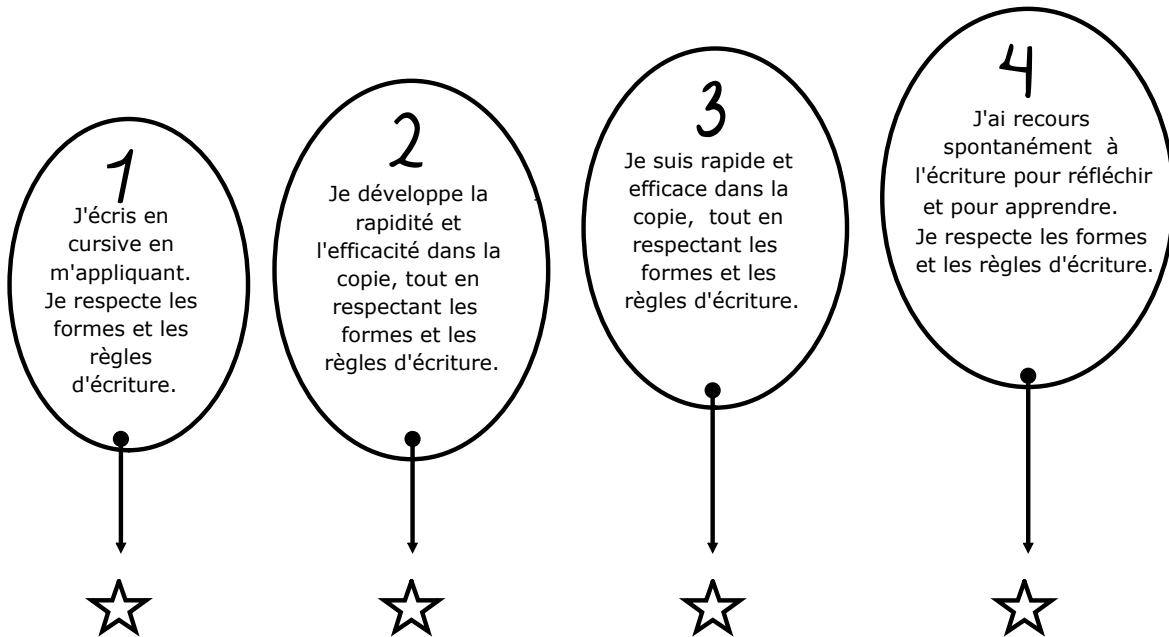 1
J'écris en
cursive en
m'appliquant.
Je respecte les
formes et les
règles
d'écriture.
2
Je développe la
rapidité et
l'efficacité dans la
copie, tout en
respectant les
formes et les
règles d'écriture.
3
Je suis rapide et
efficace dans la
copie,  tout en
respectant les
formes et les
règles d'écriture.
4
J'ai recours
spontanément  à
l'écriture pour réfléchir
et pour apprendre.
Je respecte les formes
et les règles d'écriture.